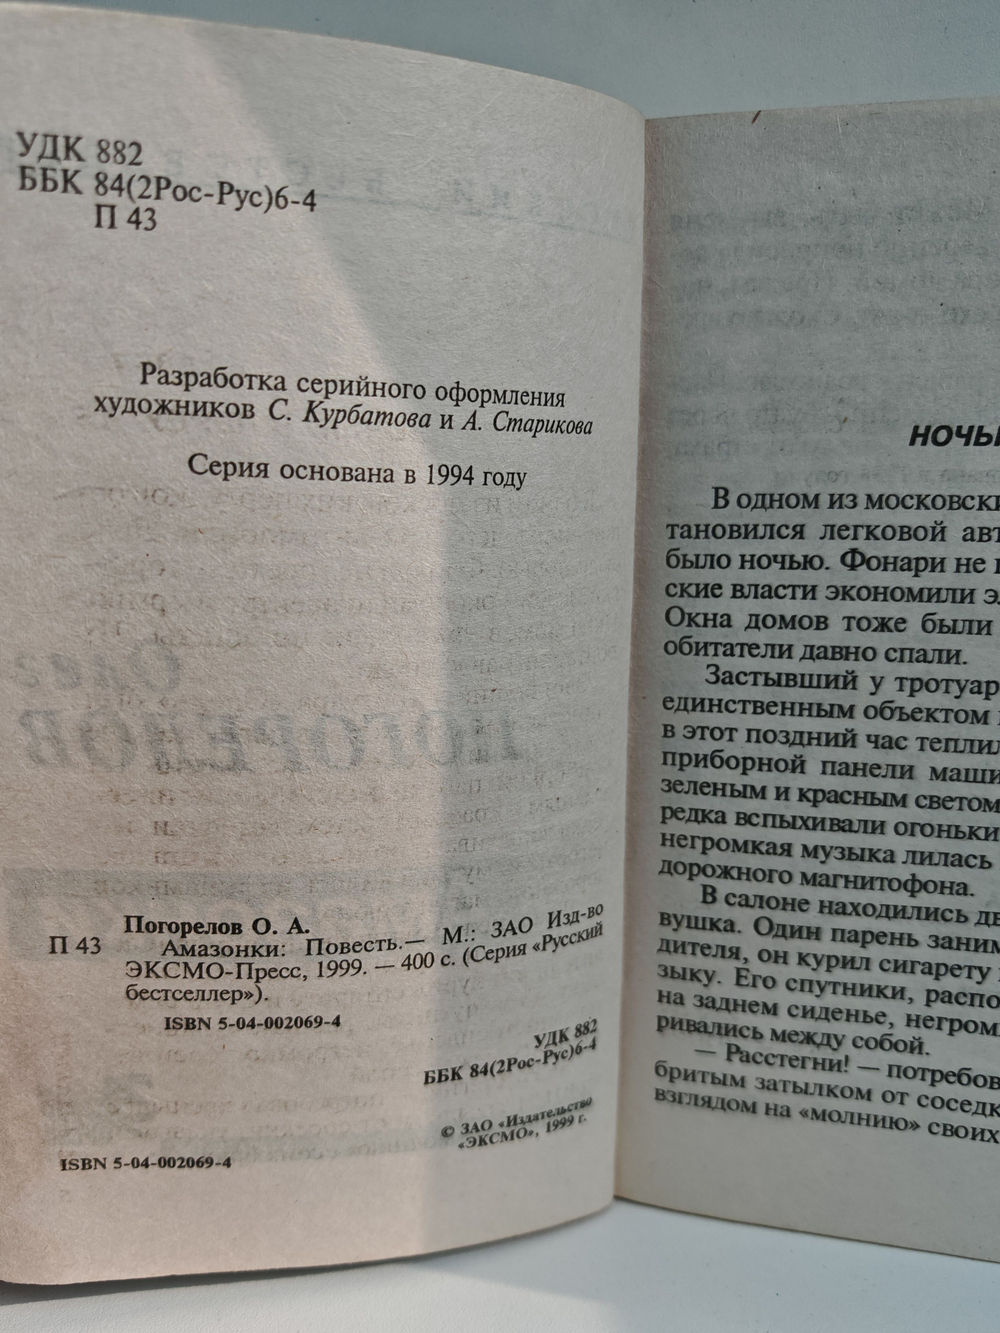 УДК 882
ББК 84(2Рос-Рус)6-4
П 43
Разработка серийного оформления
художников С. Курбатова и А. Старикова
Серия основана в 1994 году
Погорелов О. А.
П 43 Амазонки: Повесть.— М.: ЗАО Изд-во
ЭКСМО-Пресс, 1999. — 400 с. (Серия «Русский
бестселлер»).
ISBN 5-04-002069-4
УДК 882
ББК 84(2Рос-Рус)6-4
© ЗАО «Издательство
«ЭКСМО», 1999 г.
ISBN 5-04-002069-4
НОЧЬ
В одном из московски
тановился легковой авт
было ночью. Фонари не
ские власти экономили эл
Окна домов тоже были
обитатели давно спали.
Застывший у тротуар
единственным объектом
в этот поздний час теплил
приборной панели маши
зеленым и красным светом
редка вспыхивали огоньки
негромкая музыка лилась
дорожного магнитофона.
В салоне находились дв
вушка. Один парень заним
дителя, он курил сигарету
зыку. Его спутники, распо
на заднем сиденье, негром
ривались между собой.
— Расстегни! — потребов
бритым затылком от соседк
взглядом на «молнию» своих